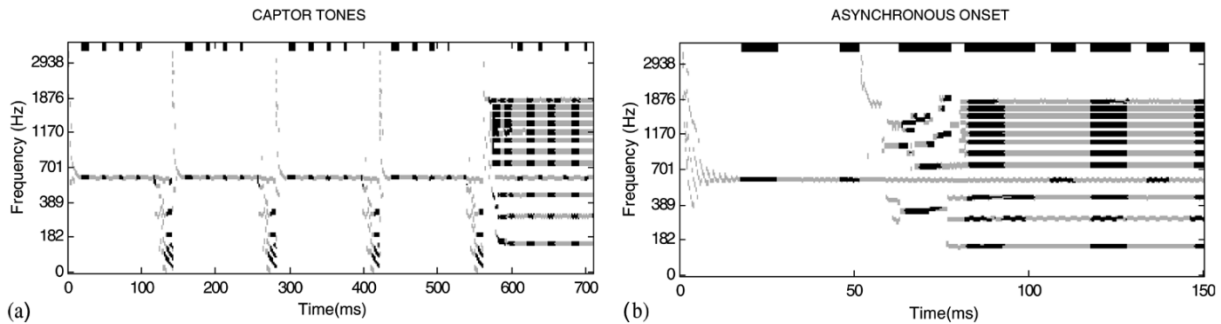 CAPTOR TONES
Frequency (Hz)
2938
1876
1170
701
389
182
0
0 100 200 300 400 500 600 700
Time(ms)
(a)
ASYNCHRONOUS ONSET
Frequency (Hz)
2938
1876
1170
701
389
182
0
0 50 100 150
Time(ms)
(b)